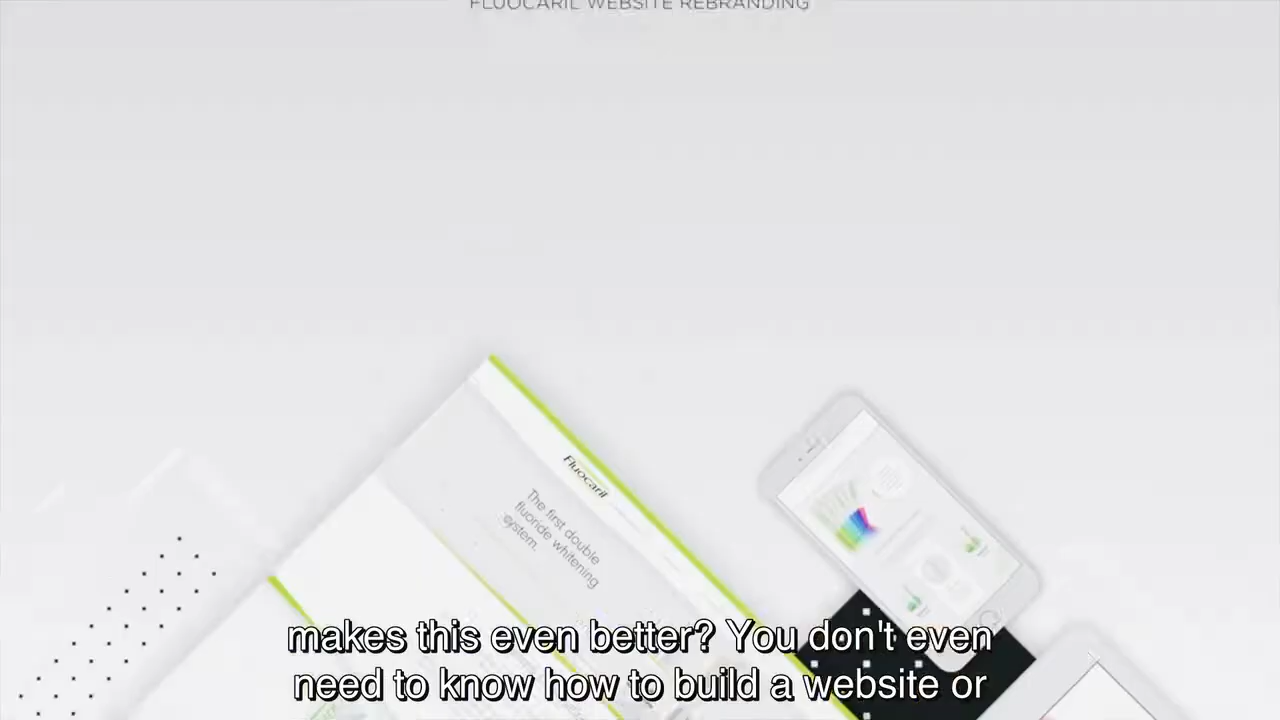 FLUOCARIL WEBSITE REBRANDING
Fluocaril
The first double
fluoride whitening
system.
makes this even better? You don't even
need to know how to build a website or